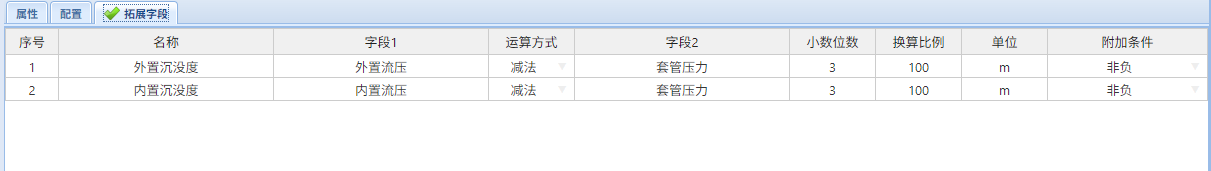 属性 配置 拓展字段
序号 名称 字段1 运算方式 字段2 小数位数 换算比例 单位 附加条件
1 外置沉没度 外置流压 减法 套管压力 3 100 m 非负
2 内置沉没度 内置流压 减法 套管压力 3 100 m 非负